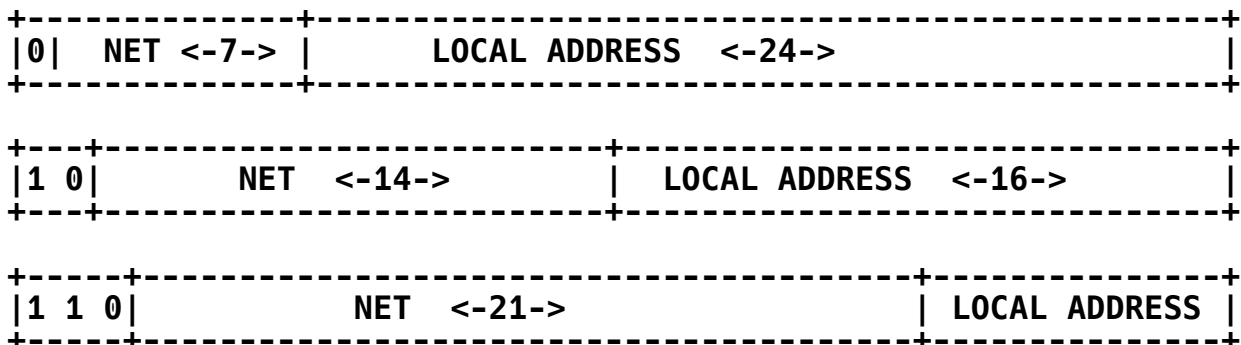 +--------------+-----------------------------------------------+
|0|  NET <-7-> |      LOCAL ADDRESS  <-24->                    |
+--------------+-----------------------------------------------+
+---+--------------------------+-------------------------------+
|1 0|       NET  <-14->        |  LOCAL ADDRESS  <-16->        |
+---+--------------------------+-------------------------------+
+-----+----------------------------------------+---------------+
|1 1 0|           NET  <-21->                  | LOCAL ADDRESS |
+-----+----------------------------------------+---------------+